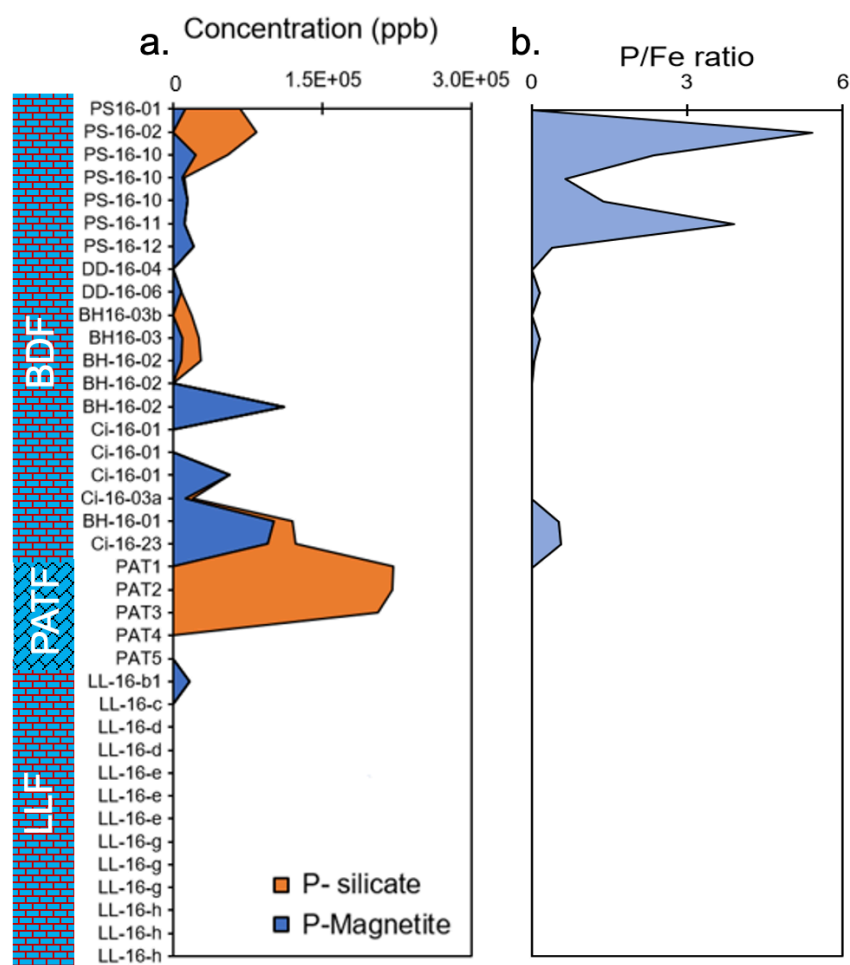 a.
Concentration (ppb)
b.
P/Fe ratio
0
1.5E+05
3.0E+05
0
3
6
PS16-01
PS-16-02
PS-16-10
PS-16-10
PS-16-10
PS-16-11
PS-16-12
DD-16-04
DD-16-06
BH16-03b
BH16-03
BH-16-02
BH-16-02
BH-16-02
Ci-16-01
Ci-16-01
Ci-16-01
Ci-16-03a
BH-16-01
Ci-16-23
PAT1
PAT2
PAT3
PAT4
PAT5
LL-16-b1
LL-16-c
LL-16-d
LL-16-d
LL-16-e
LL-16-e
LL-16-e
LL-16-g
LL-16-g
LL-16-g
LL-16-h
LL-16-h
LL-16-h
BDF
PATF
LLF
P- silicate
P-Magnetite